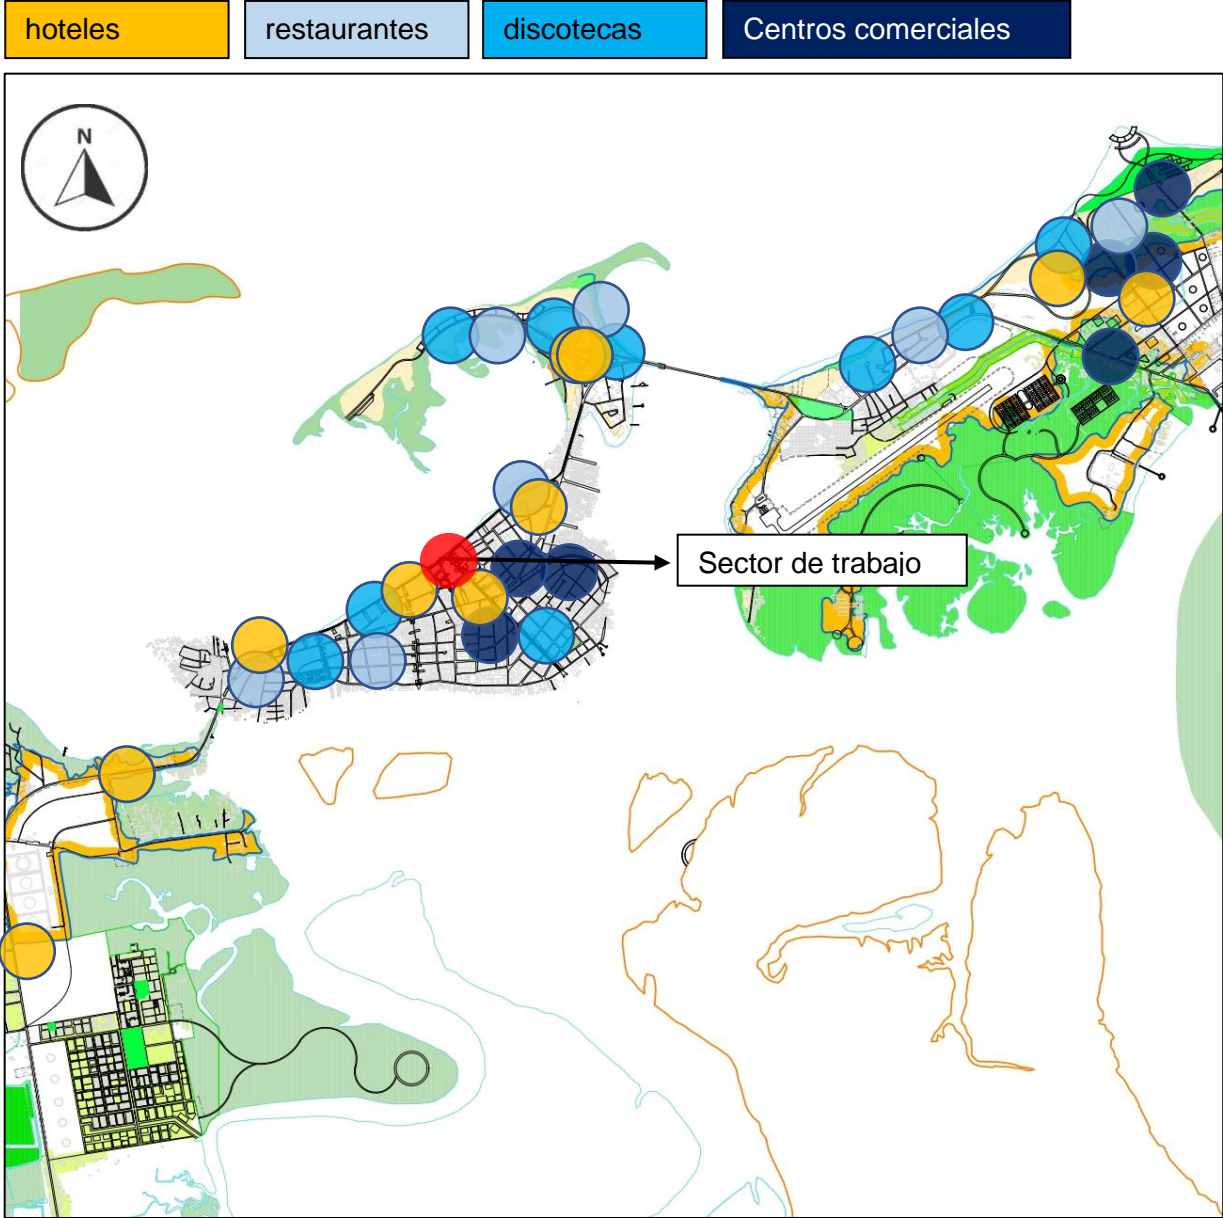 hoteles
restaurantes
discotecas
Centros comerciales
N
Sector de trabajo